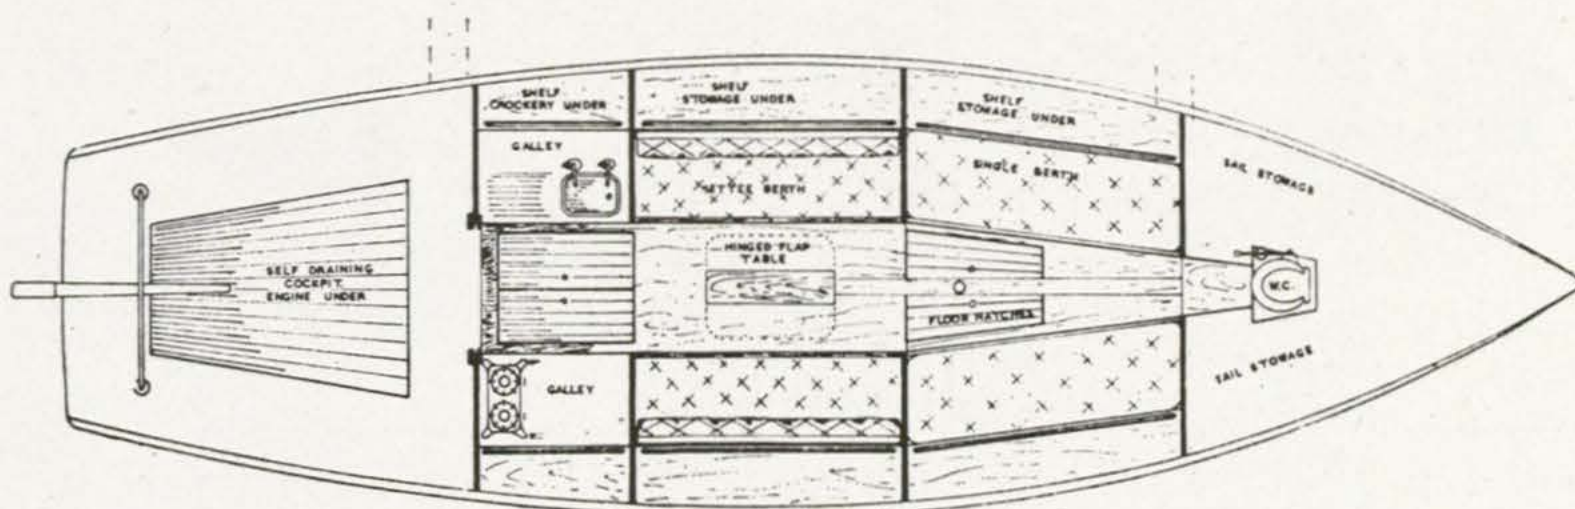 SHELF
CROCKERY UNDER
SHELF
STOWAGE UNDER
SHELF
STOWAGE UNDER
GALLEY
SETTEE BERTH
SINGLE BERTH
SAIL STOWAGE
SELF DRAINING
COCKPIT
ENGINE UNDER
HINGED FLAP
TABLE
W.C.
FLOOR HATCHES
GALLEY
SAIL STOWAGE